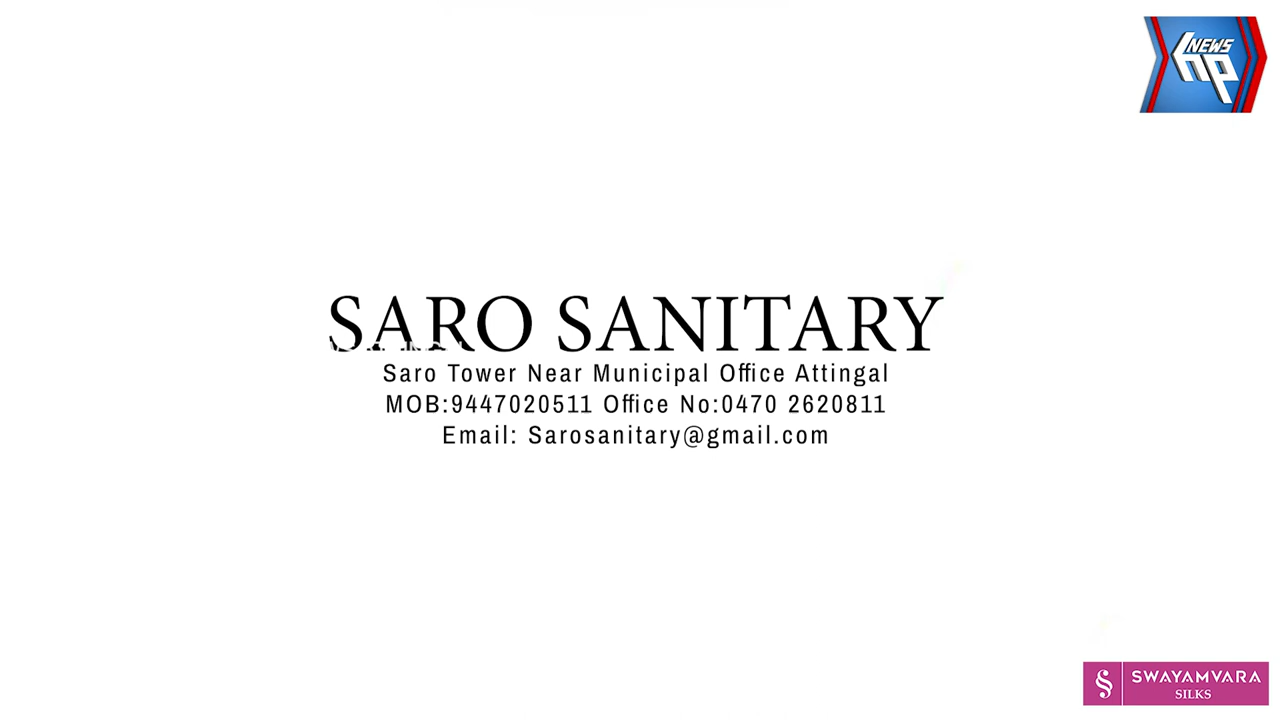 NEWS
SARO SANITARY
Saro Tower Near Municipal Office Attingal
MOB:9447020511 Office No:0470 2620811
Email: Sarosanitary@gmail.com
SWAYAMVARA
SILKS